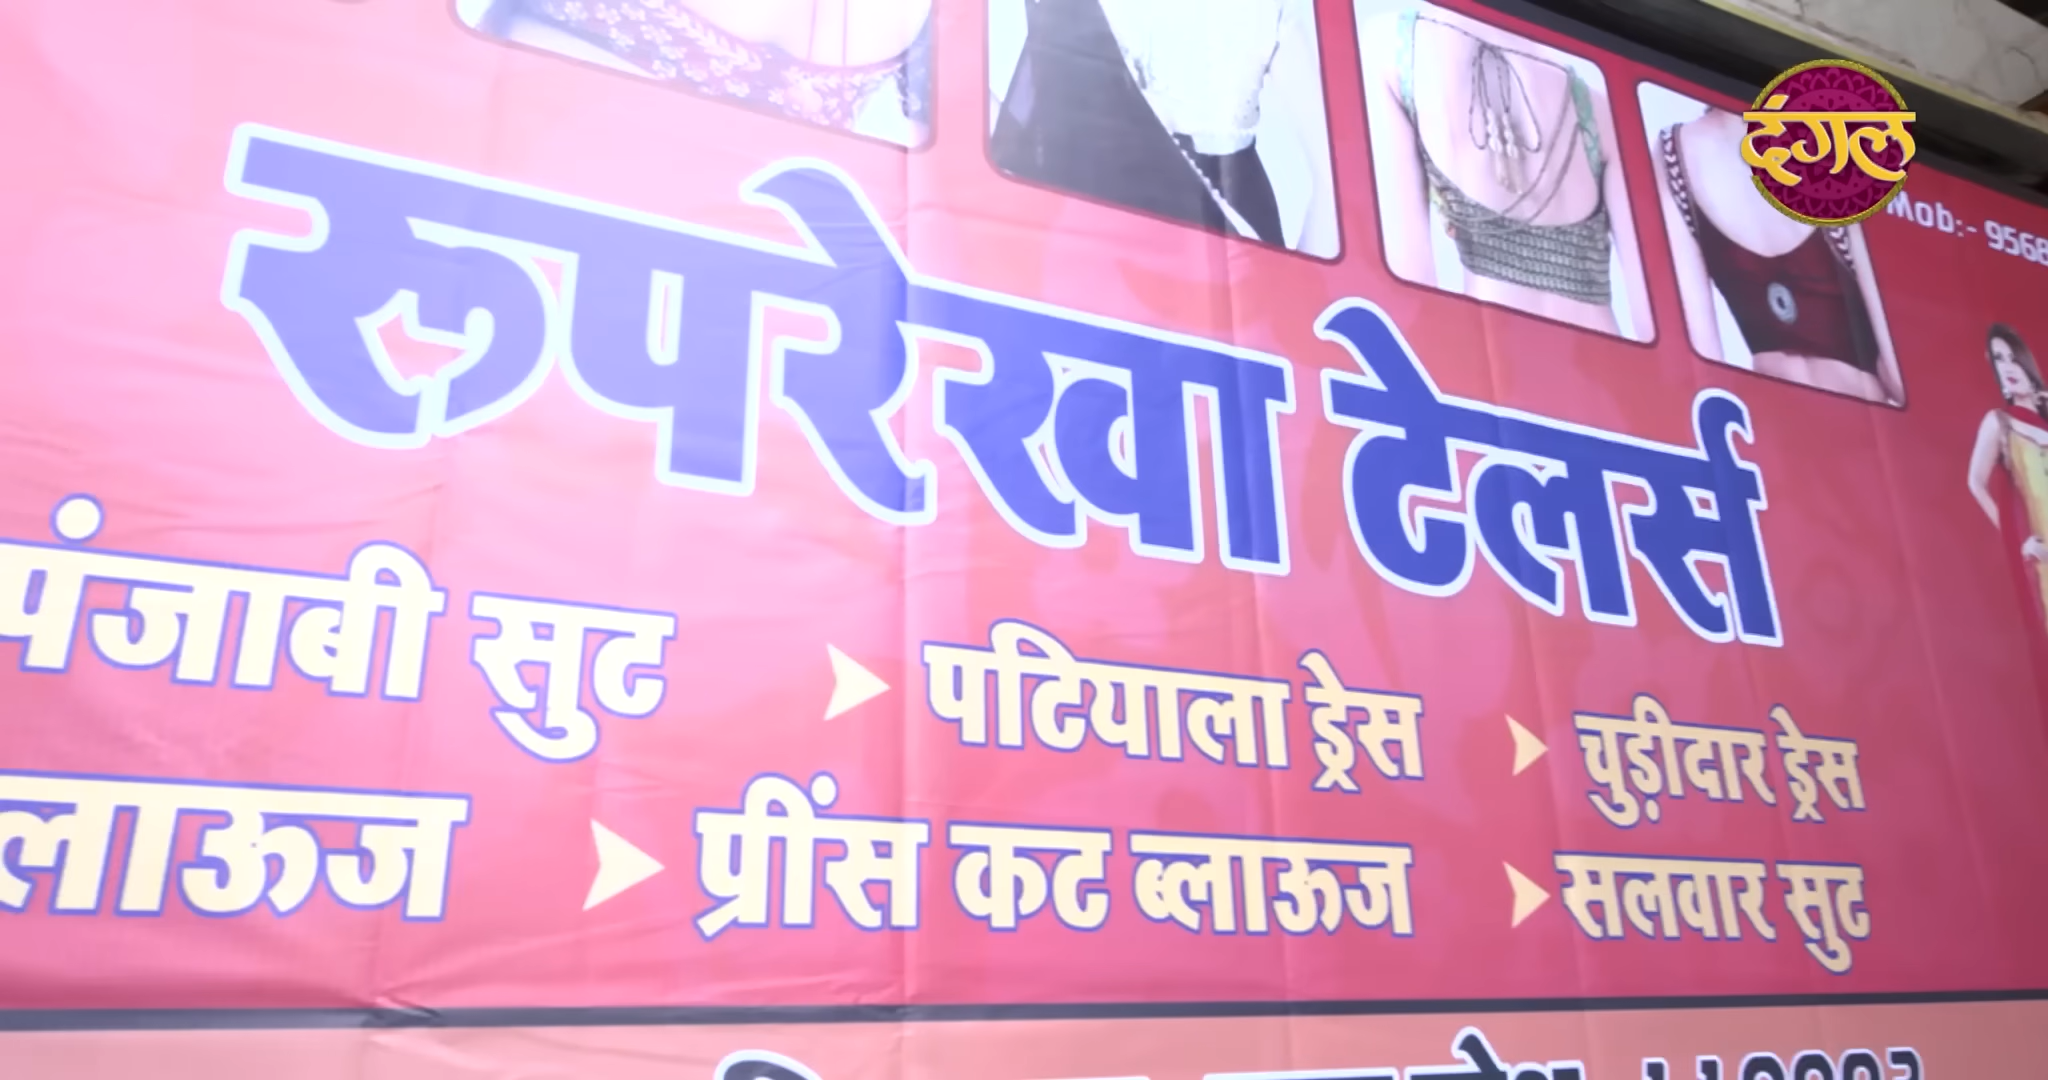 दंगल
Mob:- 9568
रूपरेखा टेलर्स
पंजाबी सुट ➤ पटियाला ड्रेस ➤ चुड़ीदार ड्रेस
लाऊज ➤ प्रींस कट ब्लाऊज ➤ सलवार सुट